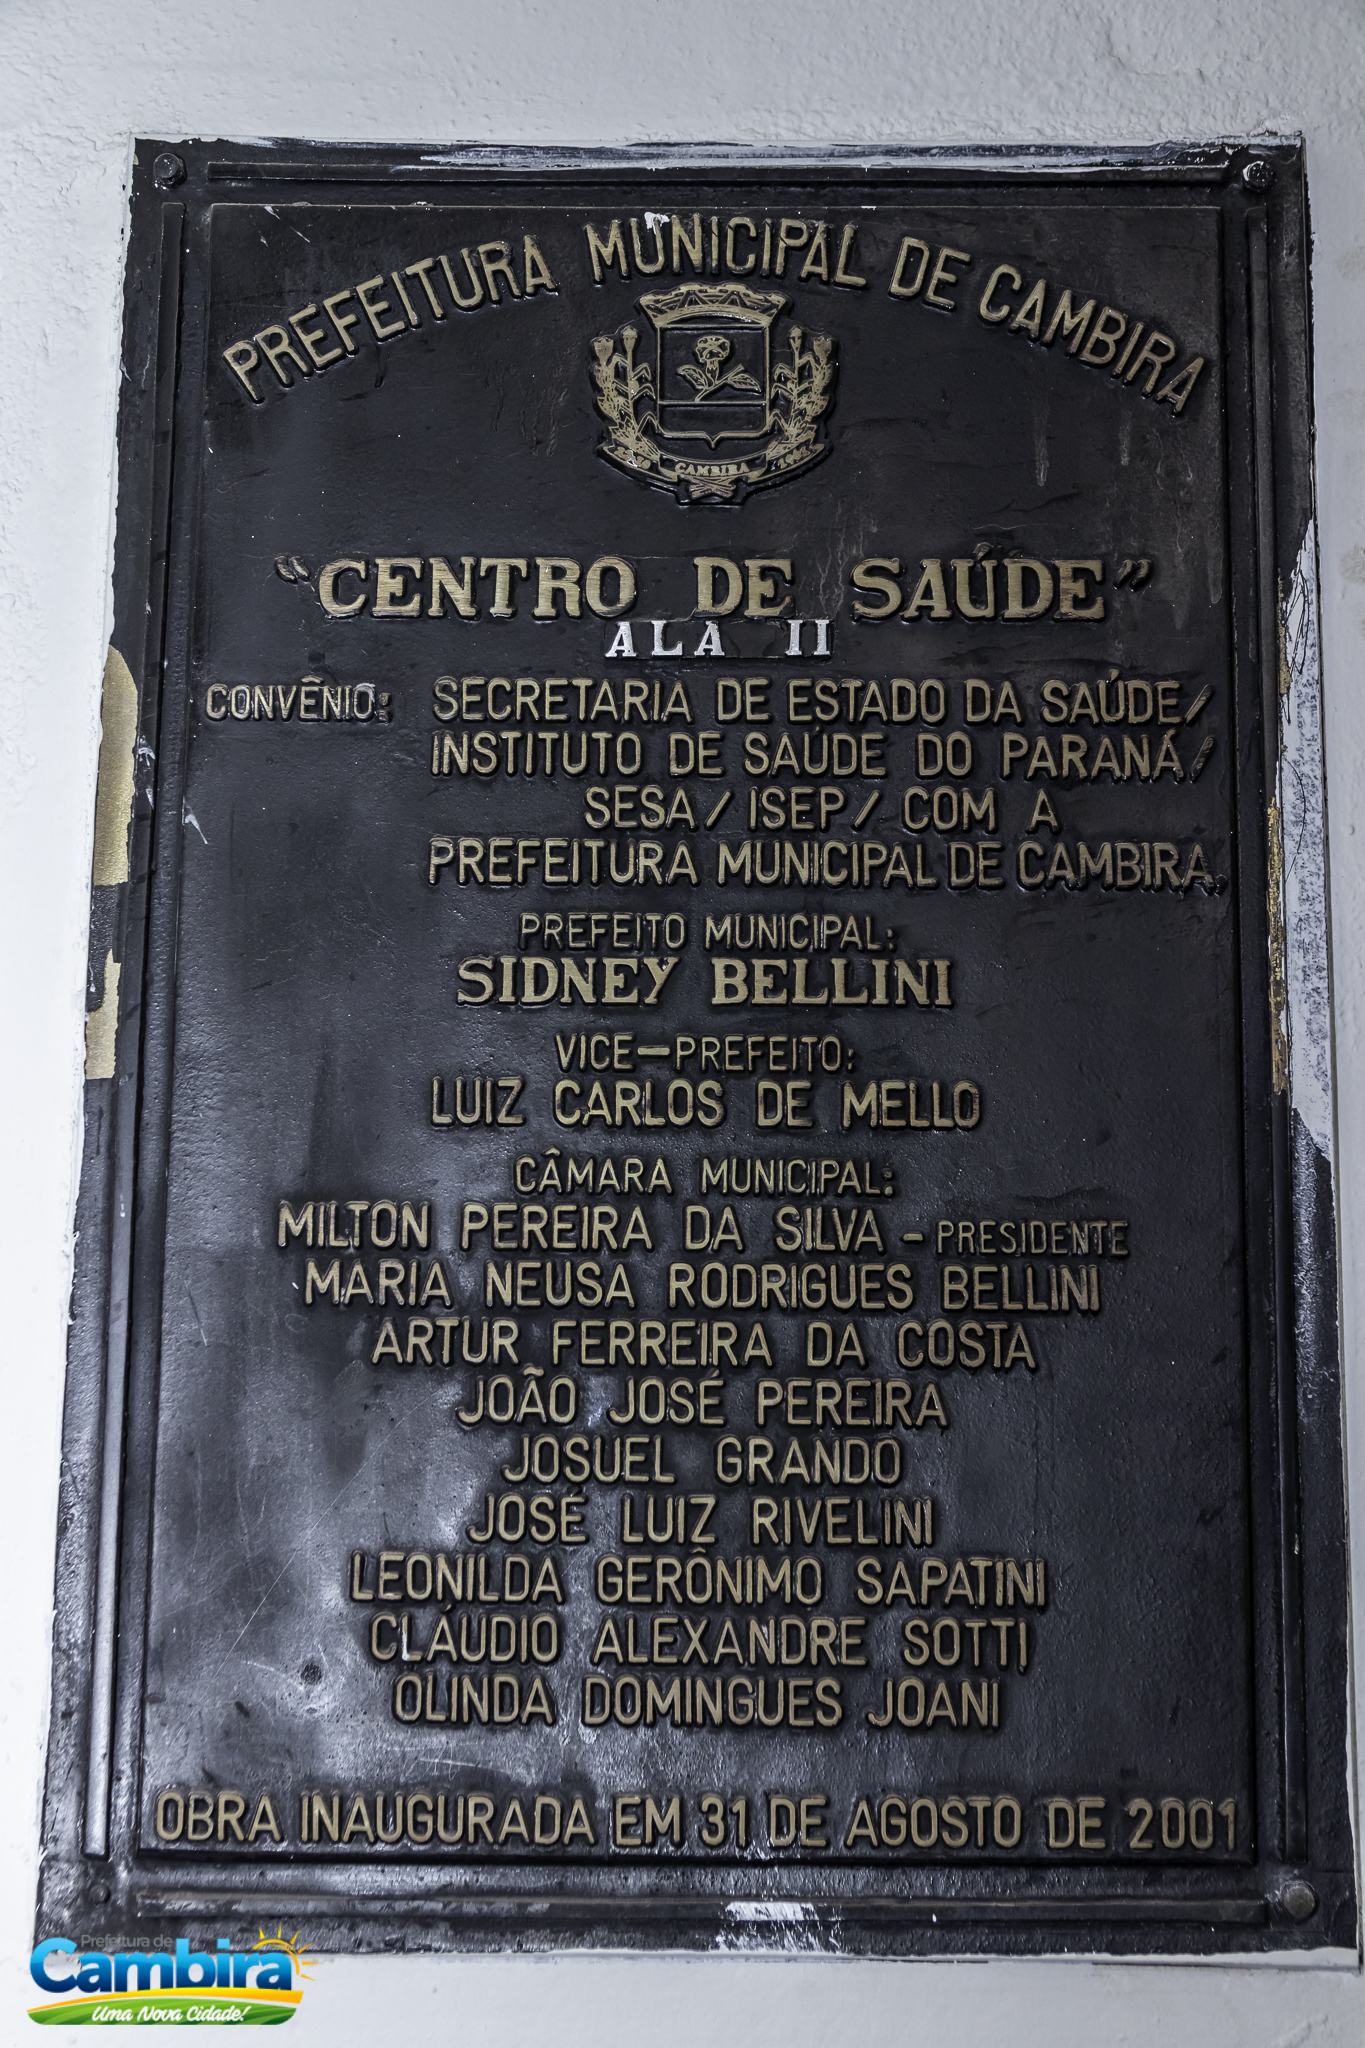 PREFEITURA MUNICIPAL DE CAMBIRA
CAMBIRA
"CENTRO DE SAÚDE"
ALA II
CONVÊNIO: SECRETARIA DE ESTADO DA SAÚDE/
INSTITUTO DE SAÚDE DO PARANÁ/
SESA/ ISEP/ COM A
PREFEITURA MUNICIPAL DE CAMBIRA.
PREFEITO MUNICIPAL:
SIDNEY BELLINI
VICE-PREFEITO:
LUIZ CARLOS DE MELLO
CÂMARA MUNICIPAL:
MILTON PEREIRA DA SILVA - PRESIDENTE
MARIA NEUSA RODRIGUES BELLINI
ARTUR FERREIRA DA COSTA
JOÃO JOSÉ PEREIRA
JOSUEL GRANDO
JOSÉ LUIZ RIVELINI
LEONILDA GERÔNIMO SAPATINI
CLÁUDIO ALEXANDRE SOTTI
OLINDA DOMINGUES JOANI
OBRA INAUGURADA EM 31 DE AGOSTO DE 2001
Prefeitura de
Cambira
Uma Nova Cidade!